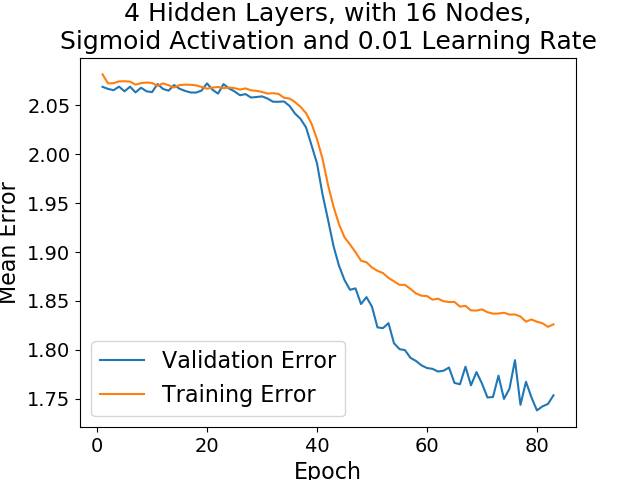 4 Hidden Layers, with 16 Nodes,
Sigmoid Activation and 0.01 Learning Rate
Mean Error
2.05
2.00
1.95
1.90
1.85
1.80
1.75
Validation Error
Training Error
0 20 40 60 80
Epoch